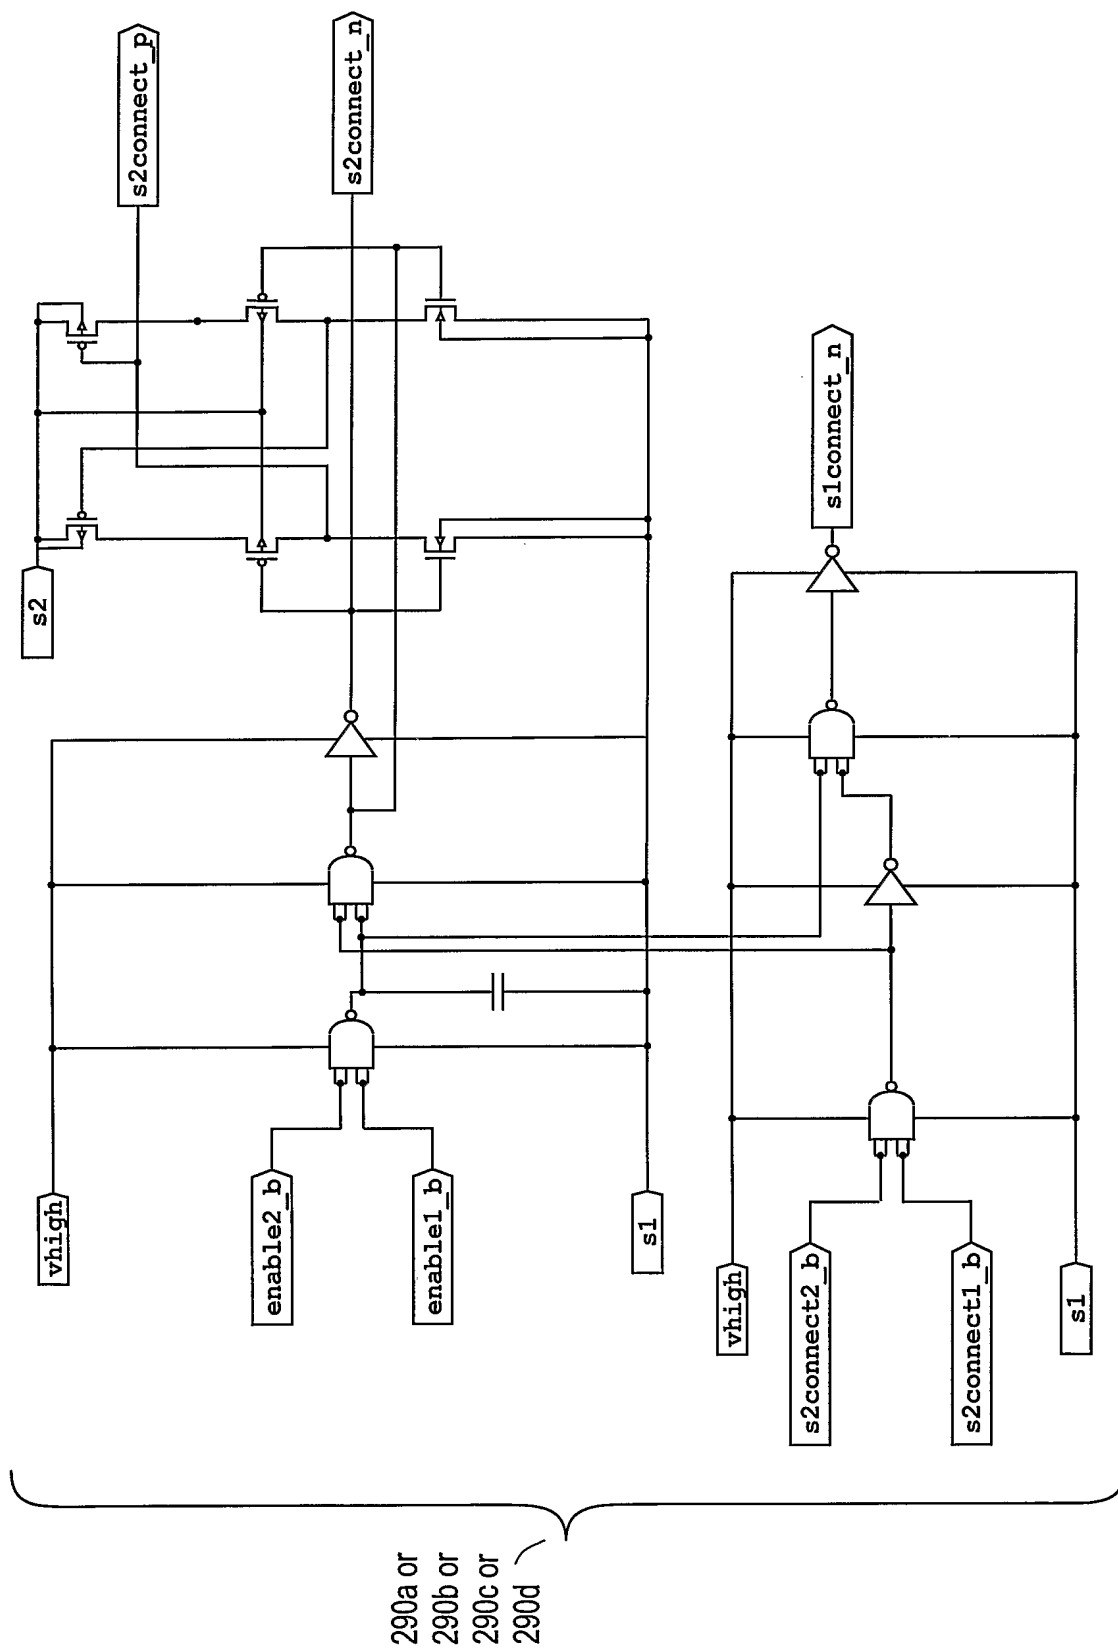 290a or
290b or
290c or
290d
vhigh
enable2_b
enable1_b
s1
s2
s2connect_p
s2connect_n
vhigh
s2connect2_b
s2connect1_b
s1
s1connect_n